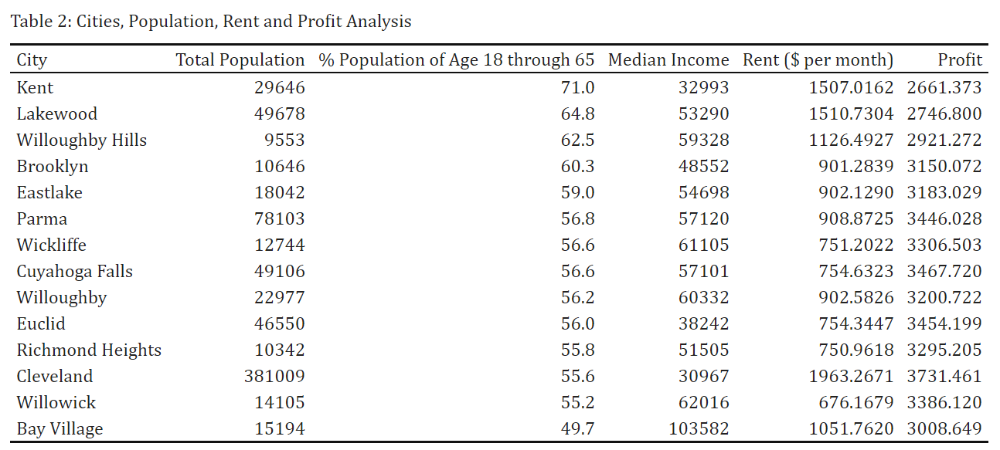 Table 2: Cities, Population, Rent and Profit Analysis
City Total Population % Population of Age 18 through 65 Median Income Rent ($ per month) Profit
Kent 29646 71.0 32993 1507.0162 2661.373
Lakewood 49678 64.8 53290 1510.7304 2746.800
Willoughby Hills 9553 62.5 59328 1126.4927 2921.272
Brooklyn 10646 60.3 48552 901.2839 3150.072
Eastlake 18042 59.0 54698 902.1290 3183.029
Parma 78103 56.8 57120 908.8725 3446.028
Wickliffe 12744 56.6 61105 751.2022 3306.503
Cuyahoga Falls 49106 56.6 57101 754.6323 3467.720
Willoughby 22977 56.2 60332 902.5826 3200.722
Euclid 46550 56.0 38242 754.3447 3454.199
Richmond Heights 10342 55.8 51505 750.9618 3295.205
Cleveland 381009 55.6 30967 1963.2671 3731.461
Willowick 14105 55.2 62016 676.1679 3386.120
Bay Village 15194 49.7 103582 1051.7620 3008.649